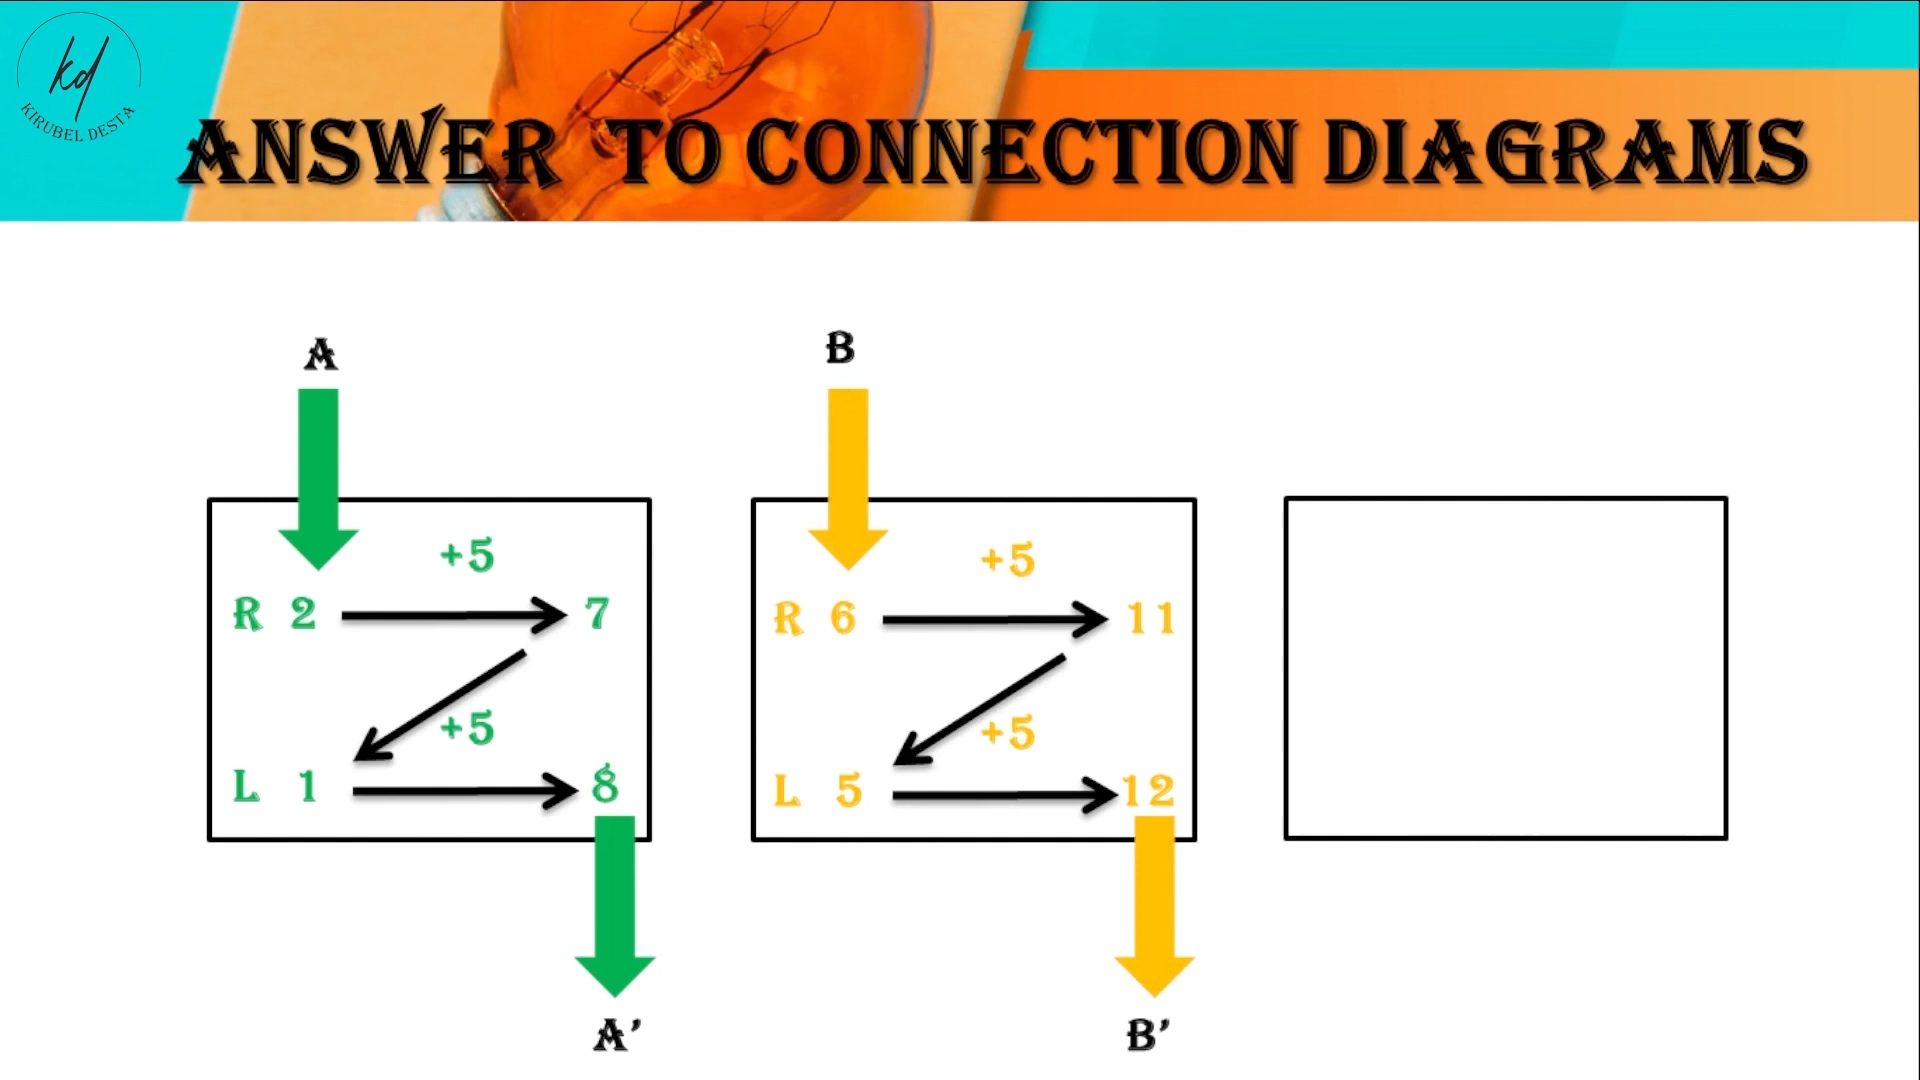 kd
KIRUBEL DESTA
ANSWER TO CONNECTION DIAGRAMS
A
B
+5
+5
R 2 7
R 6 11
+5
+5
L 1 8
L 5 12
A’
B’